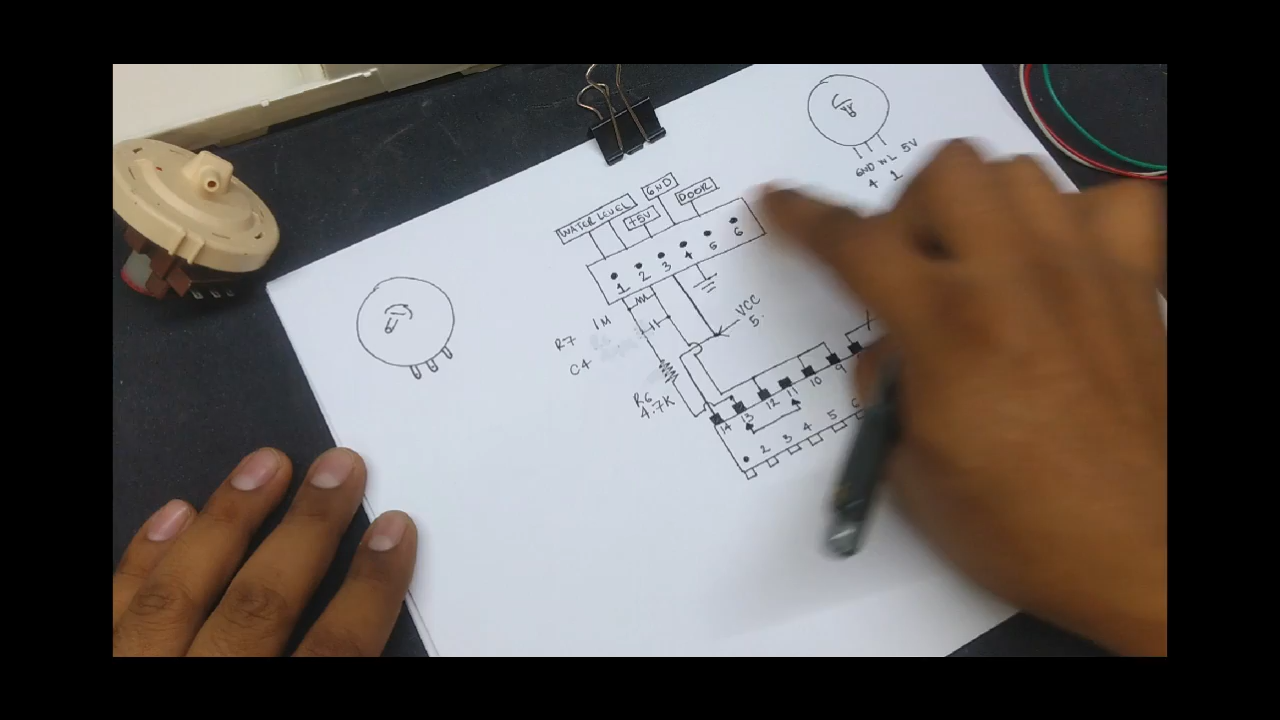 WATER LEVEL
+5V
GND
DOOR
1 2 3 4 5 6
GND WL 5V
4 1
1M
R7
C4
VCC
5.
R6
4.7K
14 13 12 11 10 9
2 3 4 5 6